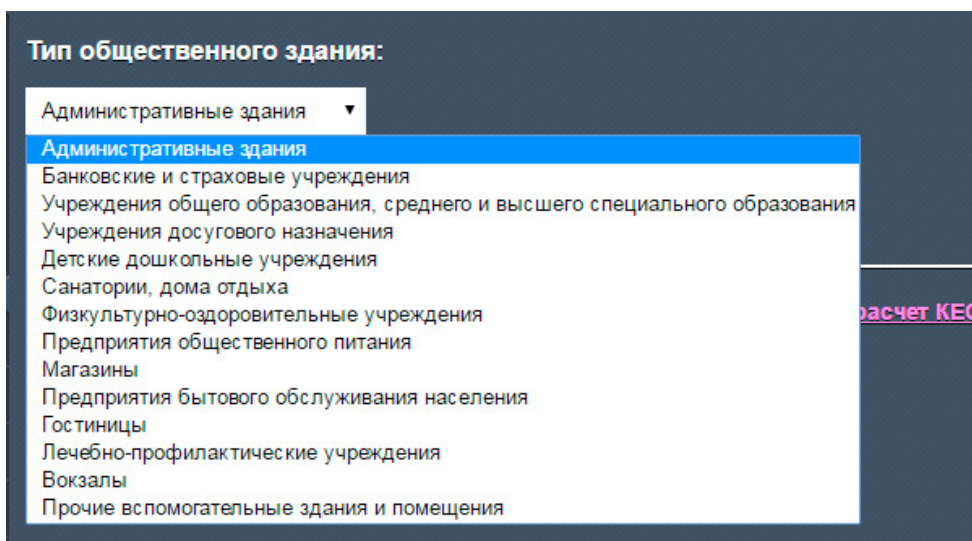 Тип общественного здания:
Административные здания
Административные здания
Банковские и страховые учреждения
Учреждения общего образования, среднего и высшего специального образования
Учреждения досугового назначения
Детские дошкольные учреждения
Санатории, дома отдыха
Физкультурно-оздоровительные учреждения
расчет КЕО
Предприятия общественного питания
Магазины
Предприятия бытового обслуживания населения
Гостиницы
Лечебно-профилактические учреждения
Вокзалы
Прочие вспомогательные здания и помещения